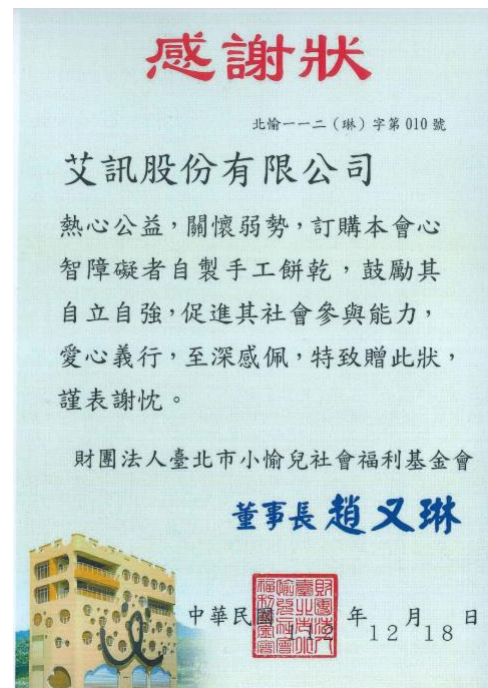 感謝狀
北愉一一二(琳)字第010號
艾訊股份有限公司
熱心公益，關懷弱勢，訂購本會心
智障礙者自製手工餅乾，鼓勵其
自立自強，促進其社會參與能力，
愛心義行，至深感佩，特致贈此狀，
謹表謝忱。
財團法人臺北市小愉兒社會福利基金會
董事長 趙又琳
中華民國 112 年 12 月 18 日